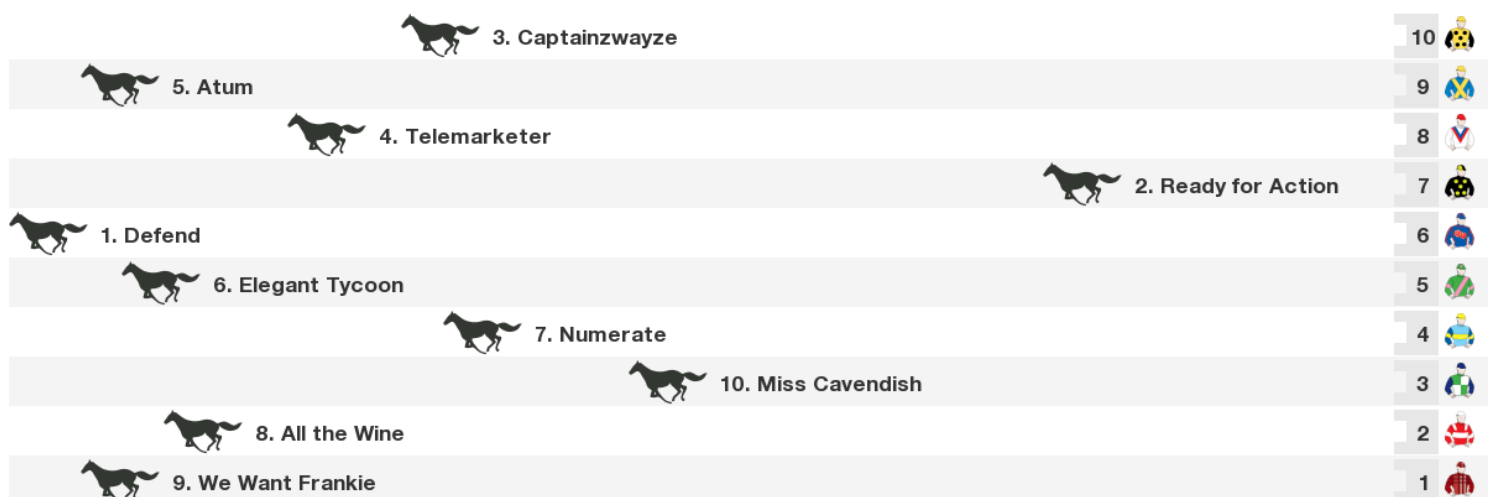 3. Captainzwayze 10
5. Atum 9
4. Telemarketer 8
2. Ready for Action 7
1. Defend 6
6. Elegant Tycoon 5
7. Numerate 4
10. Miss Cavendish 3
8. All the Wine 2
9. We Want Frankie 1